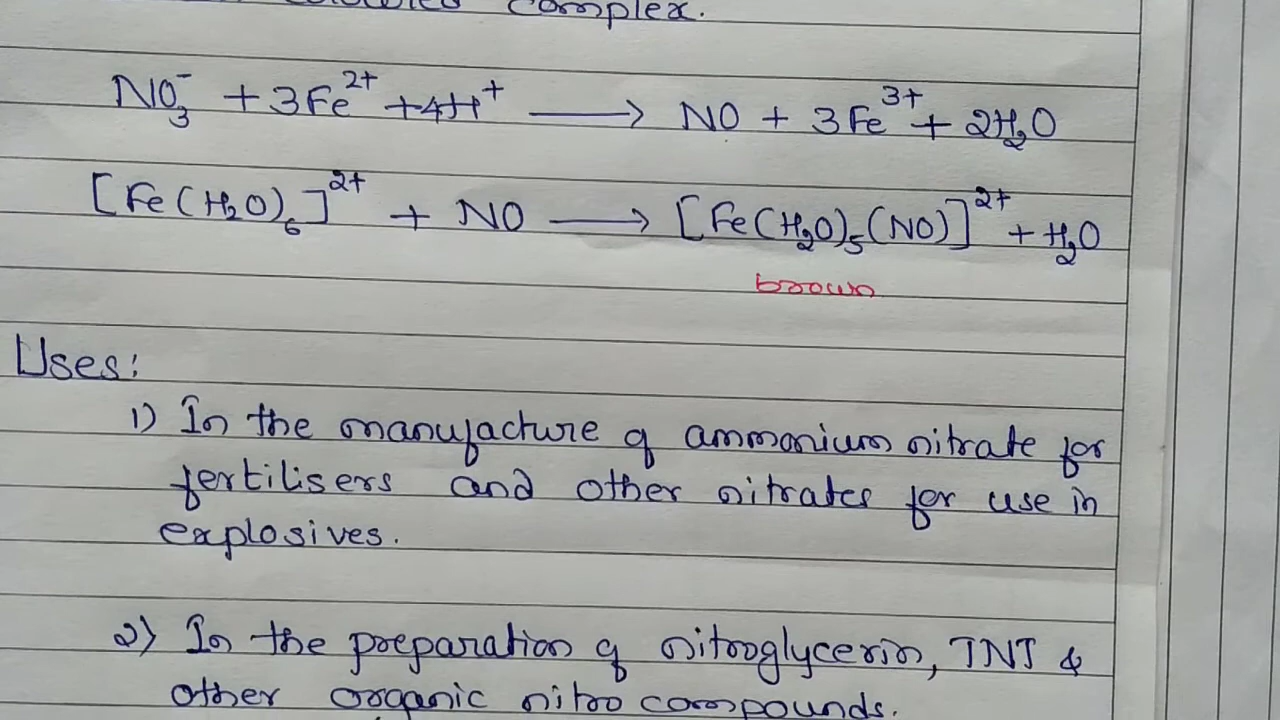 complex.
NO₃⁻ + 3Fe²⁺ + 4H⁺ ⟶ NO + 3Fe³⁺ + 2H₂O
[Fe(H₂O)₆]²⁺ + NO ⟶ [Fe(H₂O)₅(NO)]²⁺ + H₂O
brown
Uses:
1) In the manufacture of ammonium nitrate for
fertilisers and other nitrates for use in
explosives.
2) In the preparation of nitroglycerin, TNT &
other organic nitro compounds.